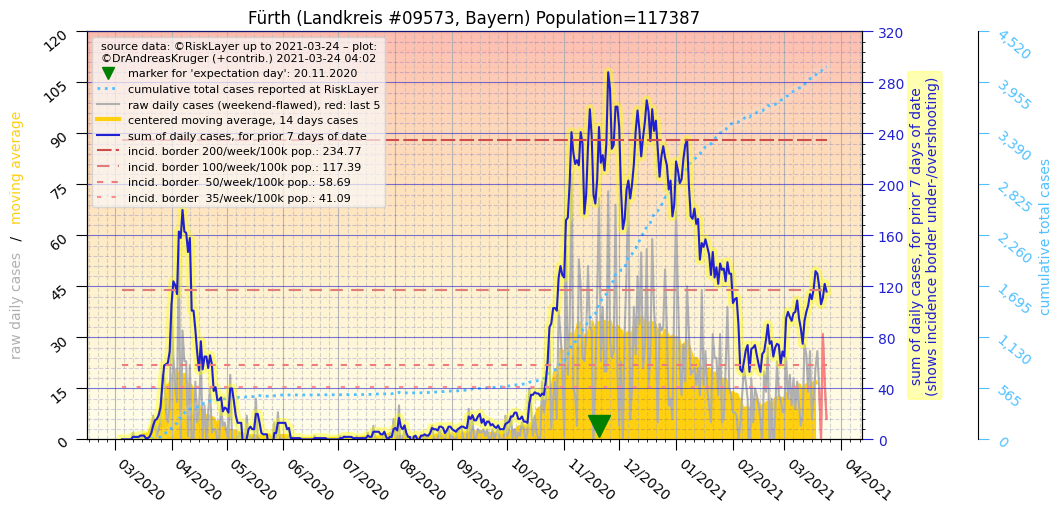 Fürth (Landkreis #09573, Bayern) Population=117387
source data: ©RiskLayer up to 2021-03-24 – plot:
©DrAndreasKruger (+contrib.) 2021-03-24 04:02
marker for 'expectation day': 20.11.2020
cumulative total cases reported at RiskLayer
raw daily cases (weekend-flawed), red: last 5
centered moving average, 14 days cases
sum of daily cases, for prior 7 days of date
incid. border 200/week/100k pop.: 234.77
incid. border 100/week/100k pop.: 117.39
incid. border  50/week/100k pop.: 58.69
incid. border  35/week/100k pop.: 41.09
raw daily cases / moving average
120
105
90
75
60
45
30
15
0
320
280
240
200
160
120
80
40
0
sum of daily cases, for prior 7 days of date
(shows incidence border under-/overshooting)
4,520
3,955
3,390
2,825
2,260
1,695
1,130
565
0
cumulative total cases
03/2020
04/2020
05/2020
06/2020
07/2020
08/2020
09/2020
10/2020
11/2020
12/2020
01/2021
02/2021
03/2021
04/2021